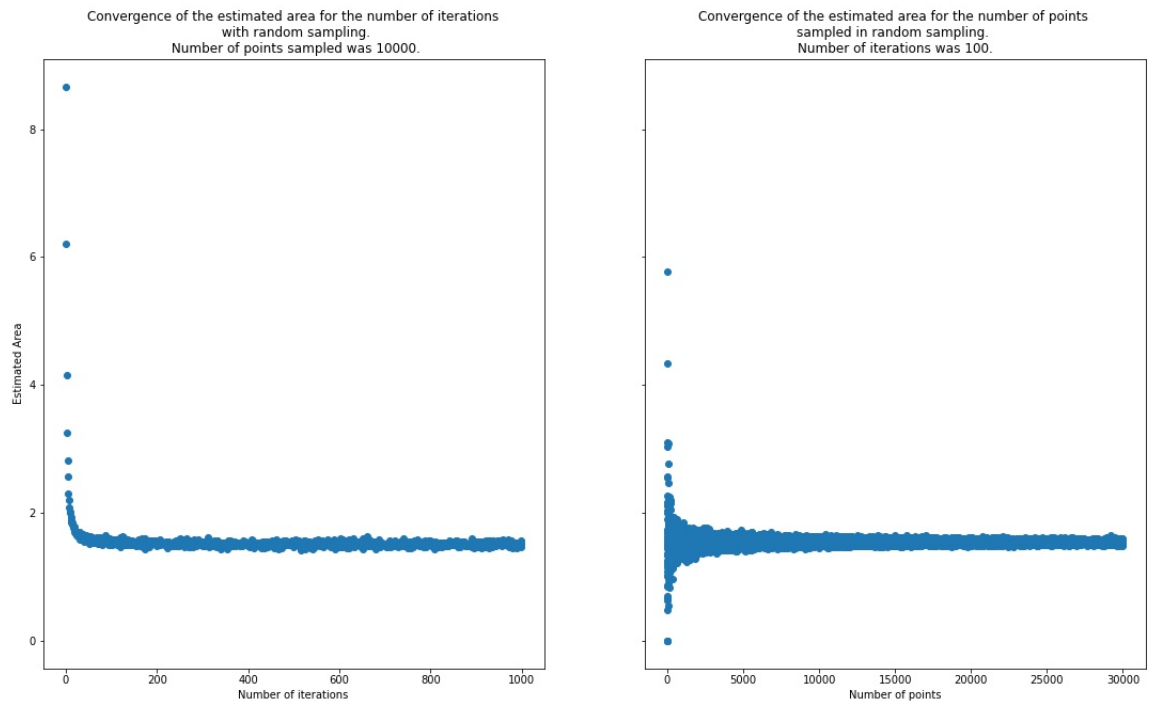 Convergence of the estimated area for the number of iterations
with random sampling.
Number of points sampled was 10000.
Convergence of the estimated area for the number of points
sampled in random sampling.
Number of iterations was 100.
8
6
4
2
0
Estimated Area
0 200 400 600 800 1000
Number of iterations
0 5000 10000 15000 20000 25000 30000
Number of points